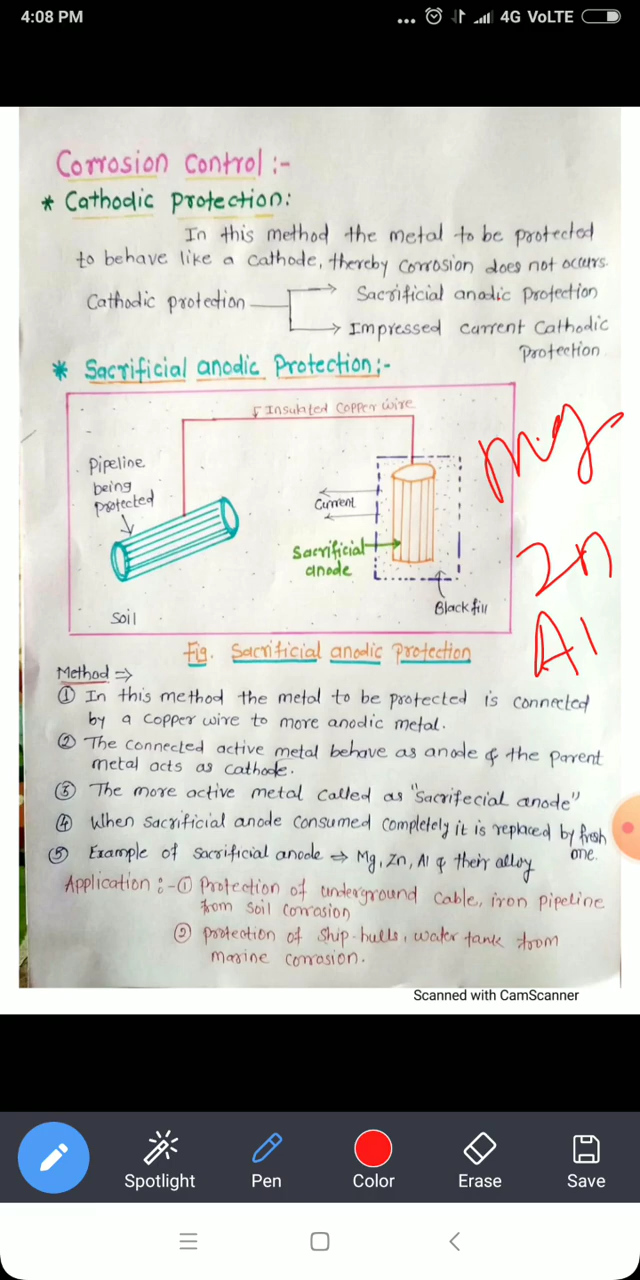 4:08 PM
4G VoLTE
Corrosion Control :-
* Cathodic protection:
In this method the metal to be protected
to behave like a cathode, thereby corrosion does not occurs.
Cathodic protection
Sacrificial anodic Protection
Impressed current Cathodic
Protection
* Sacrificial anodic Protection:-
Insulated Copper wire
Pipeline
being
protected
Current
Sacrificial
anode
Soil
Black fill
Mg
Zn
Al
Fig. Sacrificial anodic protection
Method ⇒
① In this method the metal to be protected is connected
by a copper wire to more anodic metal.
② The connected active metal behave as anode & the parent
metal acts as cathode.
③ The more active metal called as "sacrifecial anode"
④ When sacrificial anode consumed completely it is replaced by fresh
one.
⑤ Example of sacrificial anode ⇒ Mg, Zn, Al & their alloy
Application :- ① Protection of underground cable, iron pipeline
from soil corrosion
② protection of ship-hulls, water tank from
marine corrosion.
Scanned with CamScanner
Spotlight
Pen
Color
Erase
Save